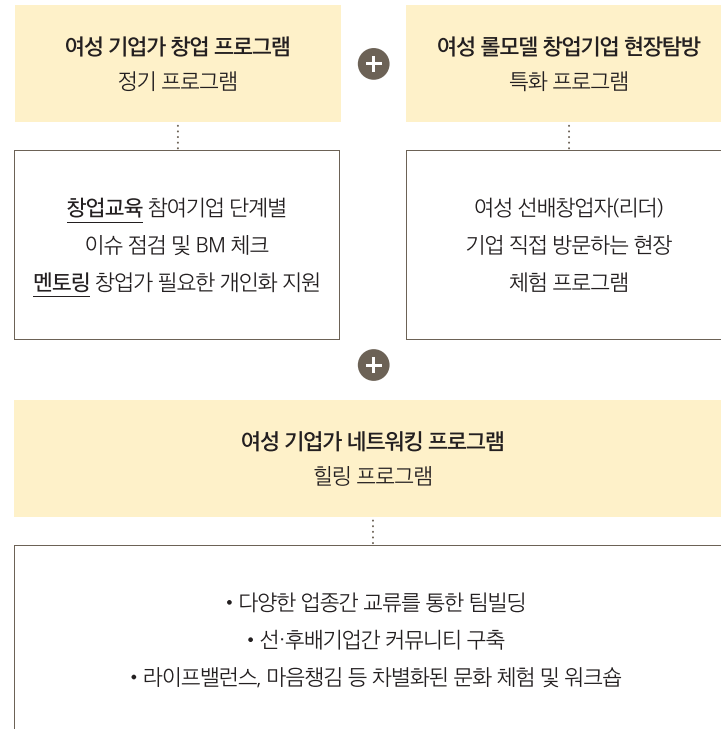 여성 기업가 창업 프로그램
정기 프로그램
여성 롤모델 창업기업 현장탐방
특화 프로그램
창업교육 참여기업 단계별
이슈 점검 및 BM 체크
멘토링 창업가 필요한 개인화 지원
여성 선배창업자(리더)
기업 직접 방문하는 현장
체험 프로그램
여성 기업가 네트워킹 프로그램
힐링 프로그램
• 다양한 업종간 교류를 통한 팀빌딩
• 선·후배기업간 커뮤니티 구축
• 라이프밸런스, 마음챙김 등 차별화된 문화 체험 및 워크숍